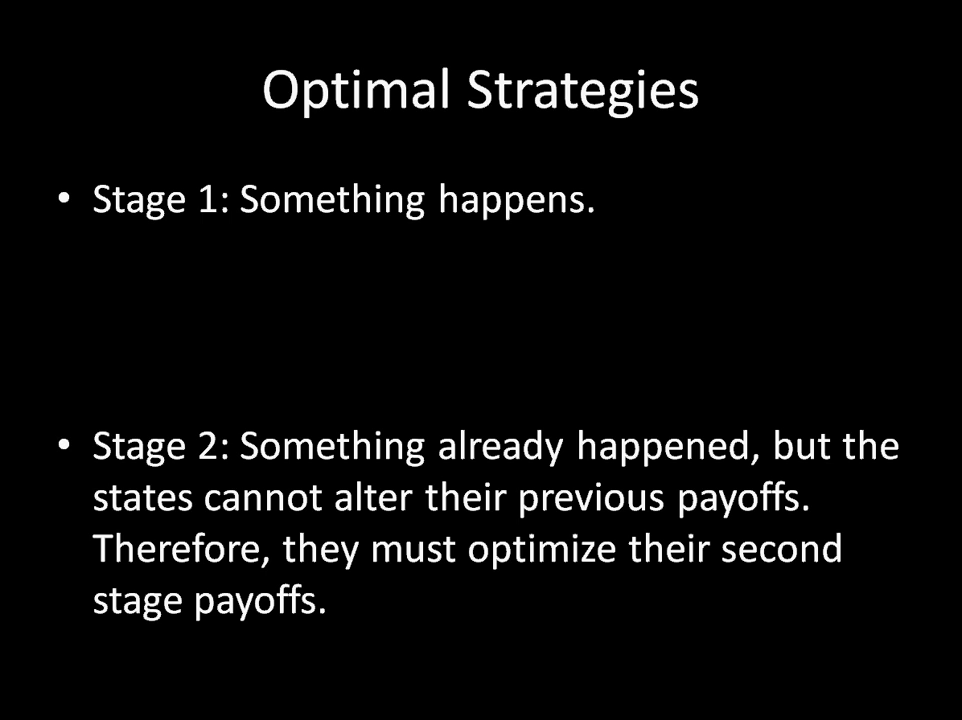 Optimal Strategies
• Stage 1: Something happens.
• Stage 2: Something already happened, but the
states cannot alter their previous payoffs.
Therefore, they must optimize their second
stage payoffs.